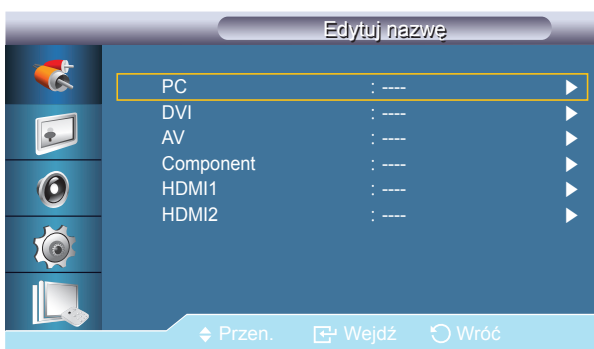 Edytuj nazwę
PC : ----
DVI : ----
AV : ----
Component : ----
HDMI1 : ----
HDMI2 : ----
Przen. Wejdź Wróć